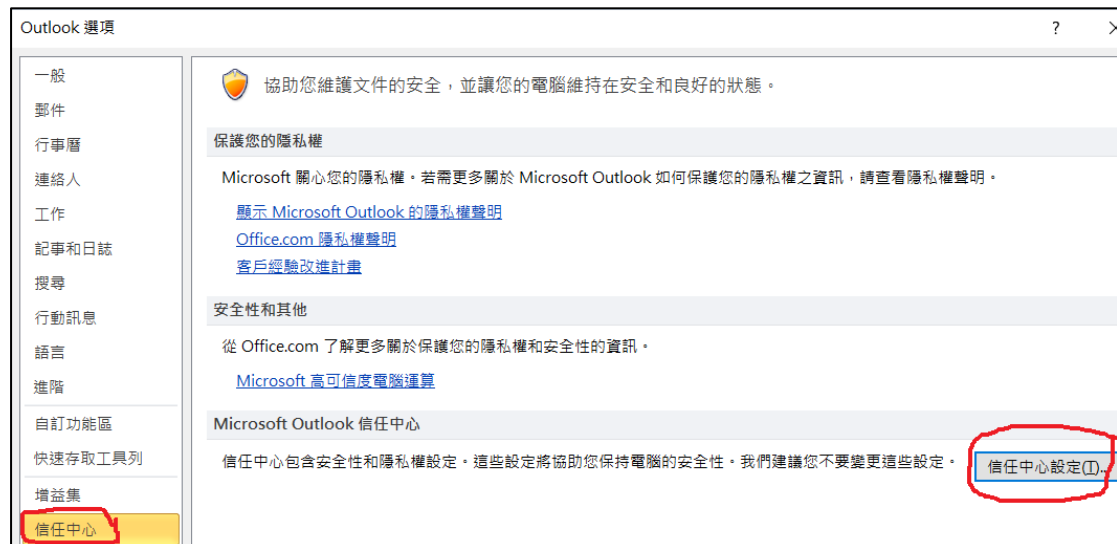 Outlook 選項
?
一般
郵件
行事曆
連絡人
工作
記事和日誌
搜尋
行動訊息
語言
進階
自訂功能區
快速存取工具列
增益集
信任中心
協助您維護文件的安全，並讓您的電腦維持在安全和良好的狀態。
保護您的隱私權
Microsoft 關心您的隱私權。若需更多關於 Microsoft Outlook 如何保護您的隱私權之資訊，請查看隱私權聲明。
顯示 Microsoft Outlook 的隱私權聲明
Office.com 隱私權聲明
客戶經驗改進計畫
安全性和其他
從 Office.com 了解更多關於保護您的隱私權和安全性的資訊。
Microsoft 高可信度電腦運算
Microsoft Outlook 信任中心
信任中心包含安全性和隱私權設定。這些設定將協助您保持電腦的安全性。我們建議您不要變更這些設定。
信任中心設定(T)...